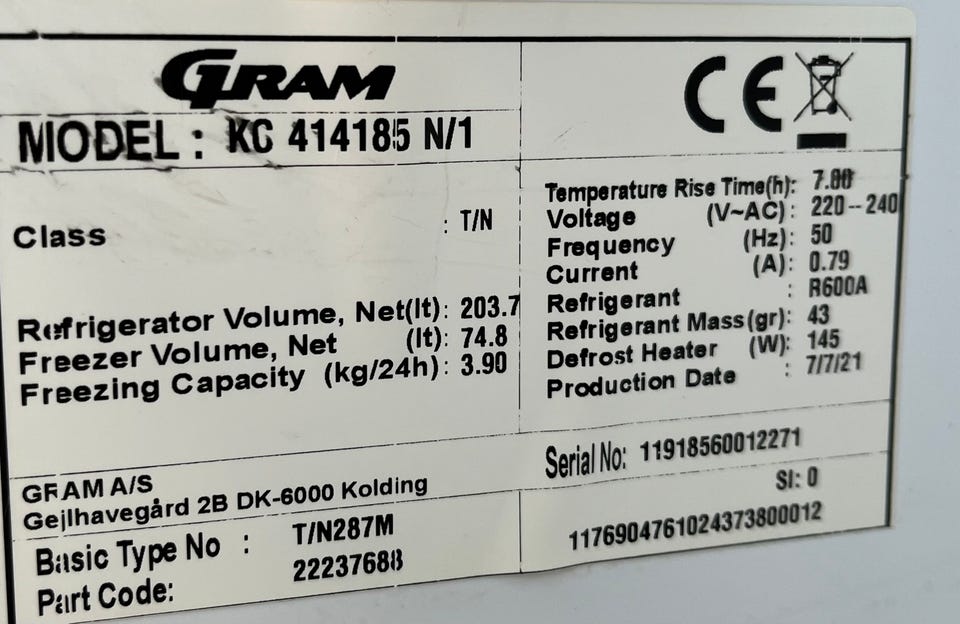 GRAM
CE
MODEL : KC 414185 N/1
Class : T/N
Refrigerator Volume, Net(lt): 203.7
Freezer Volume, Net (lt): 74.8
Freezing Capacity (kg/24h): 3.90
Temperature Rise Time(h): 7.00
Voltage (V~AC): 220--240
Frequency (Hz): 50
Current (A): 0.79
Refrigerant : R600A
Refrigerant Mass(gr): 43
Defrost Heater (W): 145
Production Date : 7/7/21
GRAM A/S
Gejlhavegård 2B DK-6000 Kolding
Serial No: 11918560012271
SI: 0
Basic Type No : T/N287M
Part Code: 22237688
1176904761024373800012